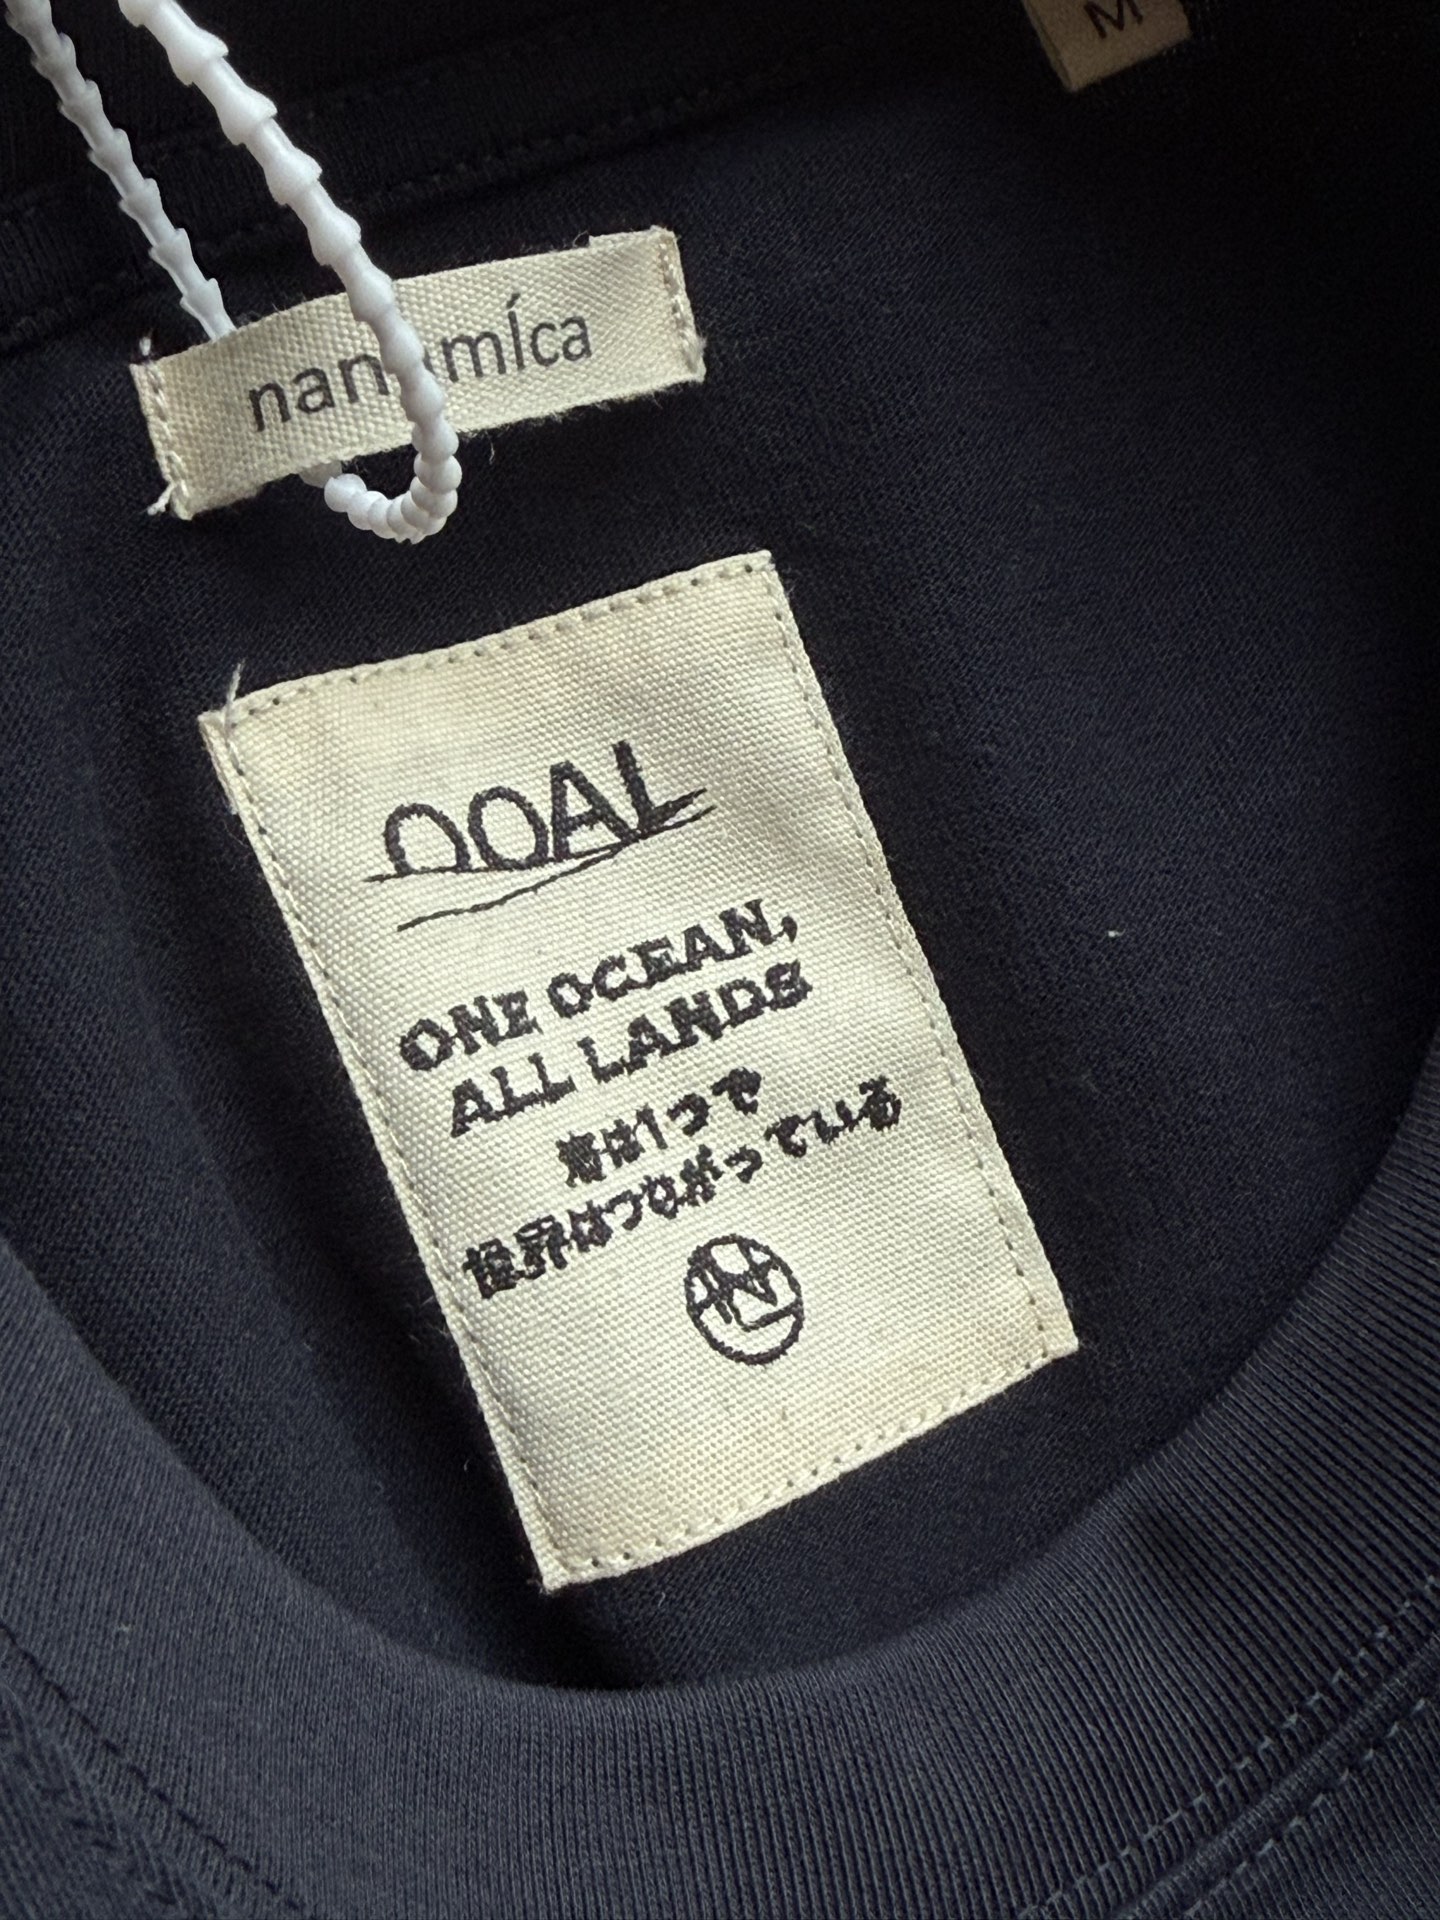 M
nanamíca
OOAL
ONE OCEAN,
ALL LANDS
海は1つで
世界はつながっている